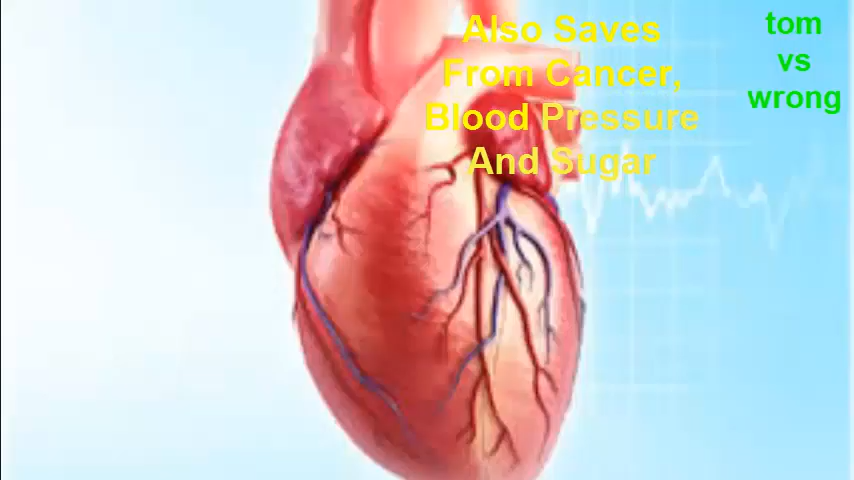 Also Saves
From Cancer,
Blood Pressure
And Sugar
tom
vs
wrong